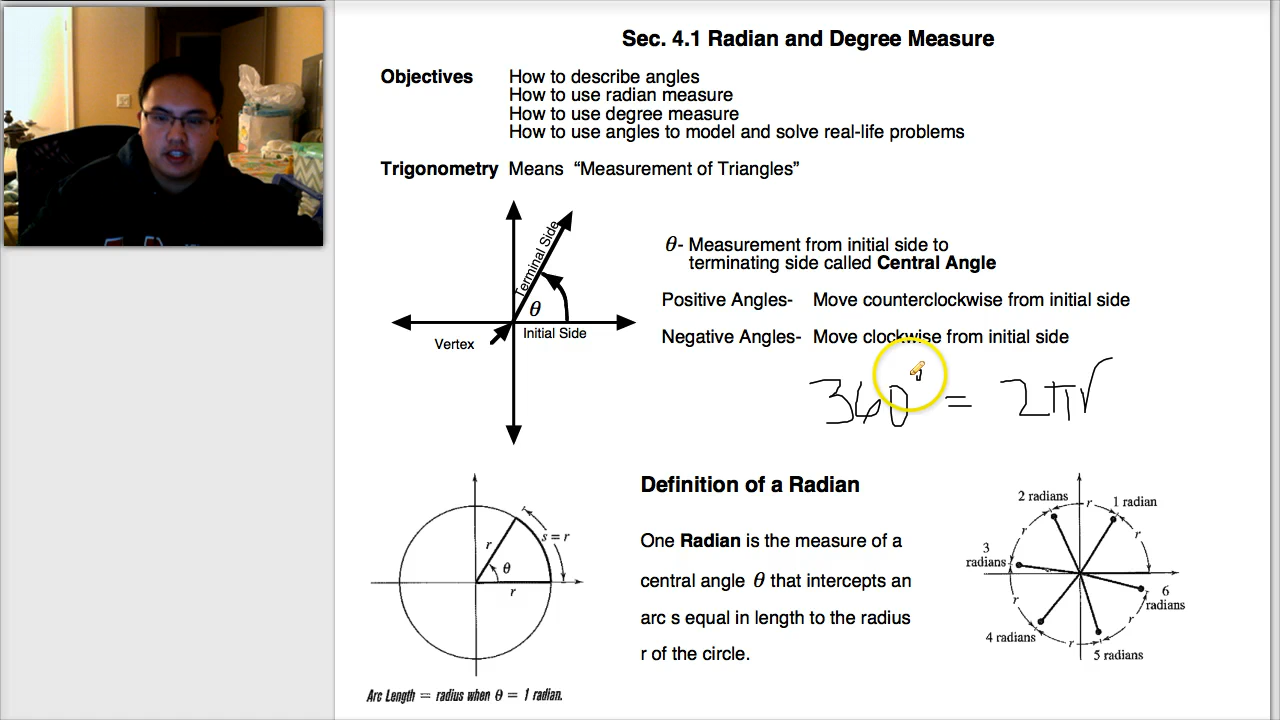 Sec. 4.1 Radian and Degree Measure
Objectives How to describe angles
How to use radian measure
How to use degree measure
How to use angles to model and solve real-life problems
Trigonometry Means “Measurement of Triangles”
Terminal Side
θ
Initial Side
Vertex
θ- Measurement from initial side to
terminating side called Central Angle
Positive Angles- Move counterclockwise from initial side
Negative Angles- Move clockwise from initial side
360° = 2πr
r
s = r
θ
r
Arc Length = radius when θ = 1 radian.
Definition of a Radian
One Radian is the measure of a
central angle θ that intercepts an
arc s equal in length to the radius
r of the circle.
2 radians
r
1 radian
r
r
3
radians
6
radians
r
r
4 radians
r
5 radians